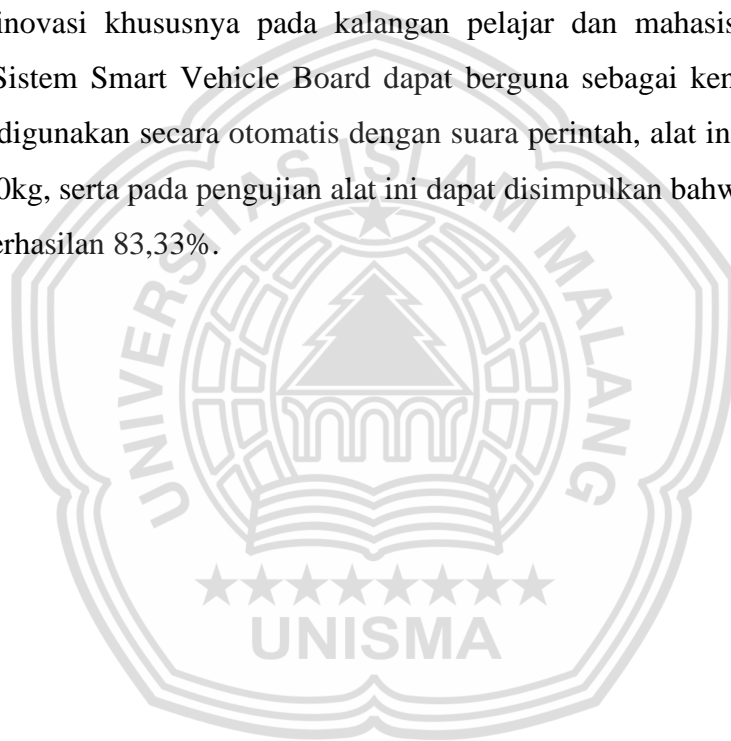 inovasi khususnya pada kalangan pelajar dan mahasis
Sistem Smart Vehicle Board dapat berguna sebagai ken
digunakan secara otomatis dengan suara perintah, alat in
0kg, serta pada pengujian alat ini dapat disimpulkan bahw
erhasilan 83,33%.
UNIVERSITAS ISLAM MALANG
UNISMA